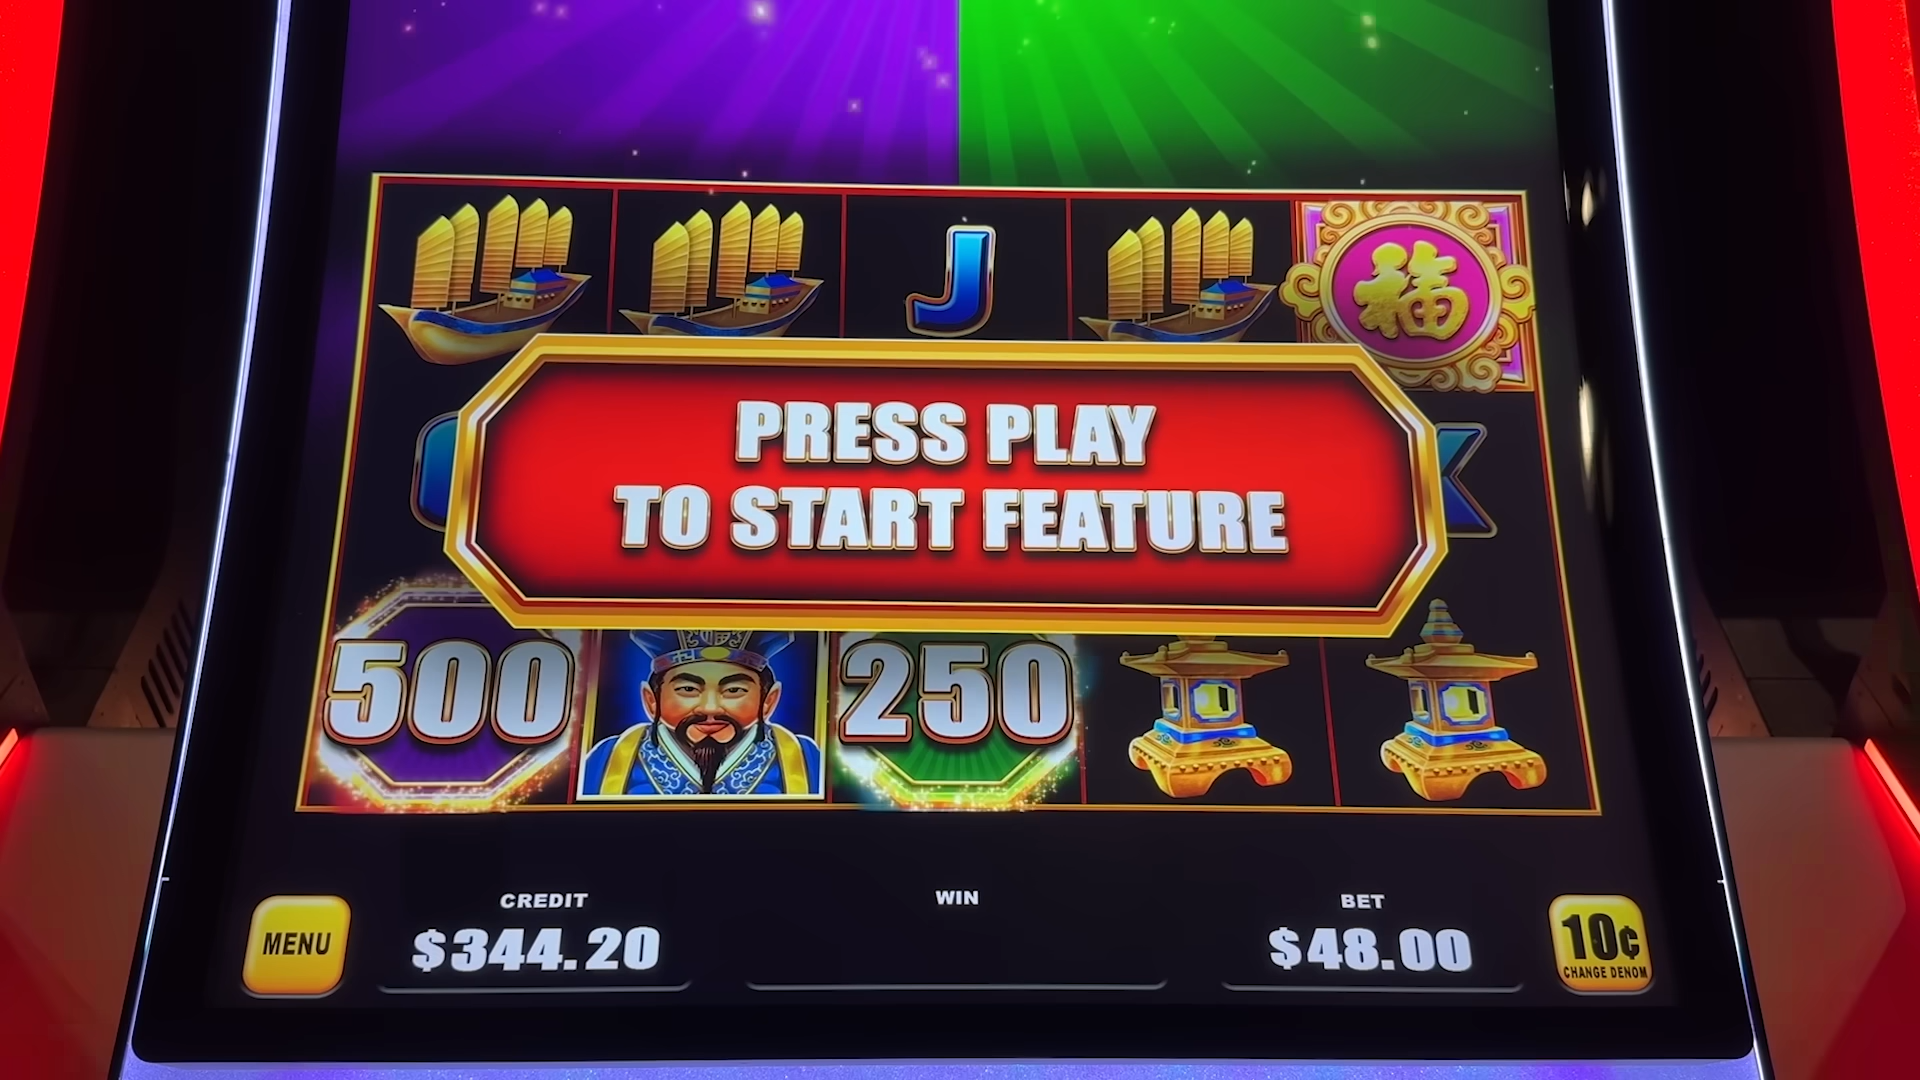 J
福
PRESS PLAY
TO START FEATURE
K
500
250
CREDIT
WIN
BET
MENU
$344.20
$48.00
10¢
CHANGE DENOM